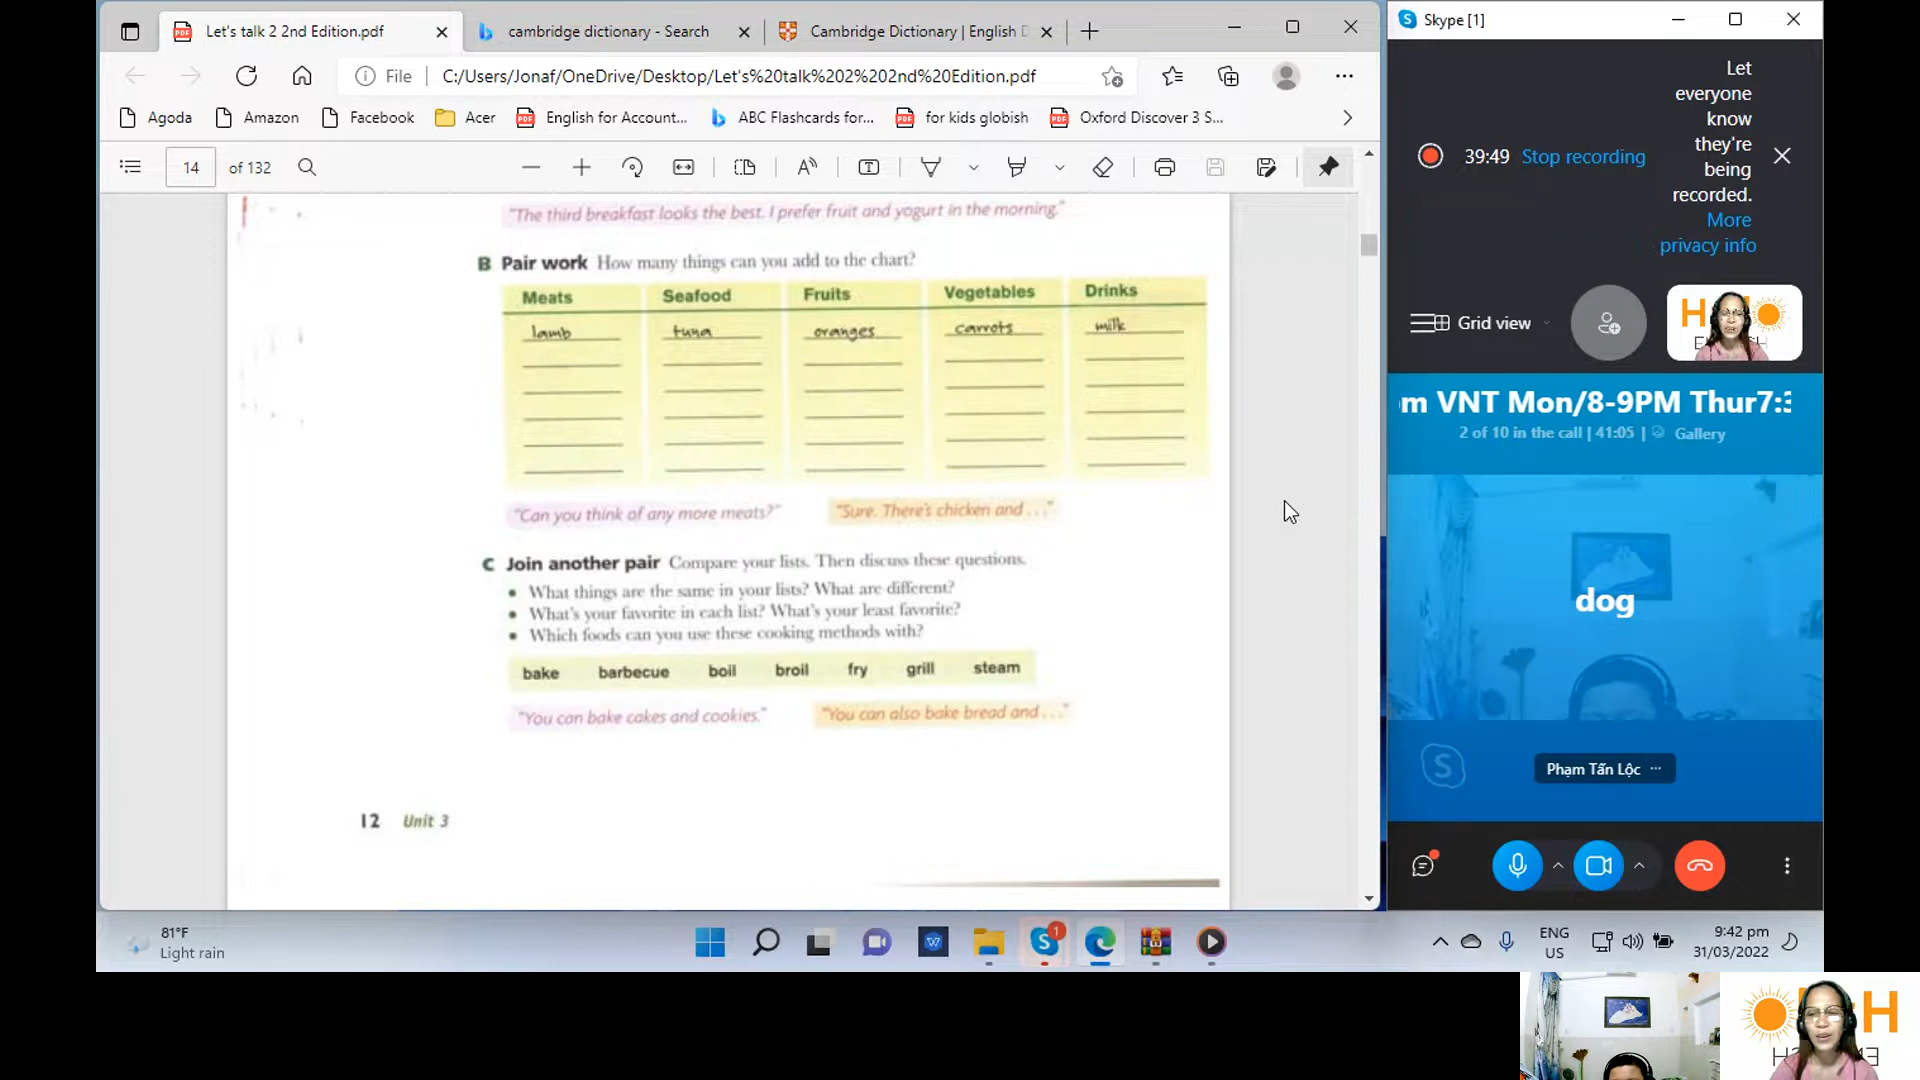 Let's talk 2 2nd Edition.pdf
cambridge dictionary - Search
Cambridge Dictionary | English D
File
C:/Users/Jonaf/OneDrive/Desktop/Let's%20talk%202%202nd%20Edition.pdf
Agoda
Amazon
Facebook
Acer
English for Account...
ABC Flashcards for...
for kids globish
Oxford Discover 3 S...
14 of 132
"The third breakfast looks the best. I prefer fruit and yogurt in the morning."
B Pair work How many things can you add to the chart?
Meats Seafood Fruits Vegetables Drinks
lamb tuna oranges carrots milk
"Can you think of any more meats?" "Sure. There's chicken and . . ."
C Join another pair Compare your lists. Then discuss these questions.
• What things are the same in your lists? What are different?
• What's your favorite in each list? What's your least favorite?
• Which foods can you use these cooking methods with?
bake barbecue boil broil fry grill steam
"You can bake cakes and cookies." "You can also bake bread and . . ."
12 Unit 3
Skype [1]
39:49 Stop recording
Let
everyone
know
they're
being
recorded.
More
privacy info
Grid view
m VNT Mon/8-9PM Thur7:3
2 of 10 in the call | 41:05 | Gallery
dog
Phạm Tấn Lộc ...
81°F
Light rain
1
ENG
US
9:42 pm
31/03/2022